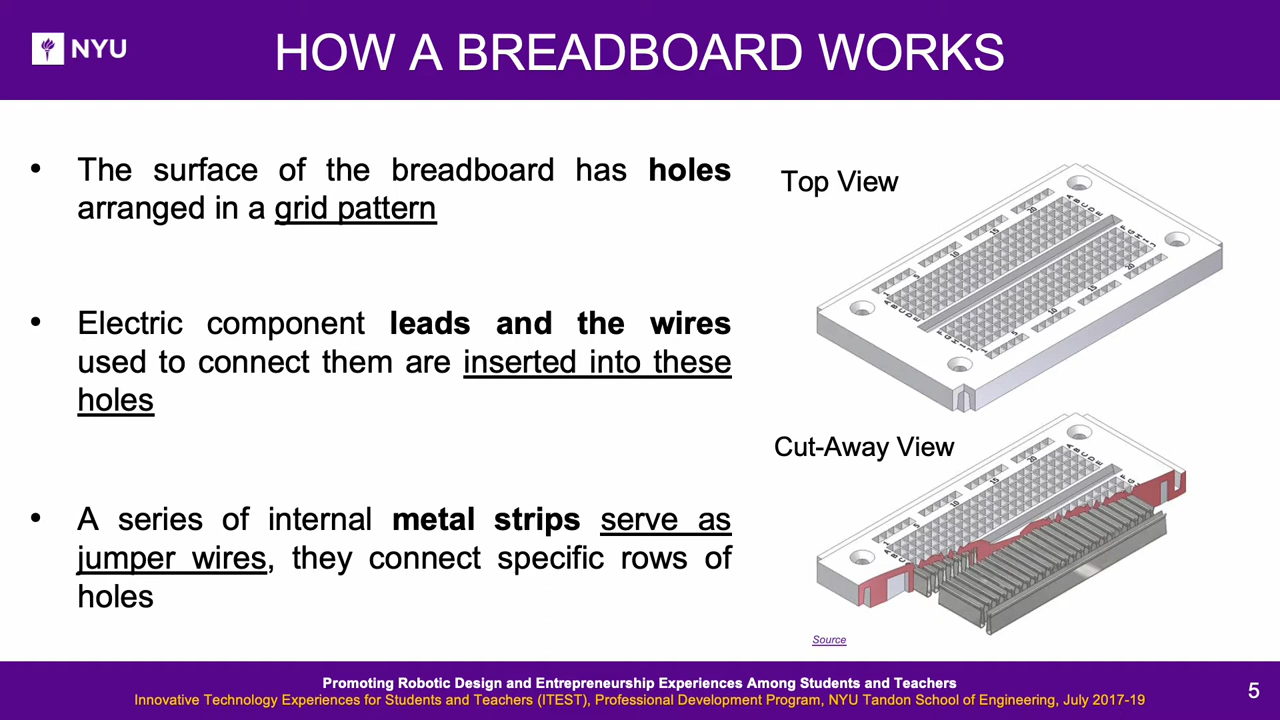 NYU
HOW A BREADBOARD WORKS
• The surface of the breadboard has holes
arranged in a grid pattern
• Electric component leads and the wires
used to connect them are inserted into these
holes
• A series of internal metal strips serve as
jumper wires, they connect specific rows of
holes
Top View
Cut-Away View
Source
Promoting Robotic Design and Entrepreneurship Experiences Among Students and Teachers
Innovative Technology Experiences for Students and Teachers (ITEST), Professional Development Program, NYU Tandon School of Engineering, July 2017-19
5